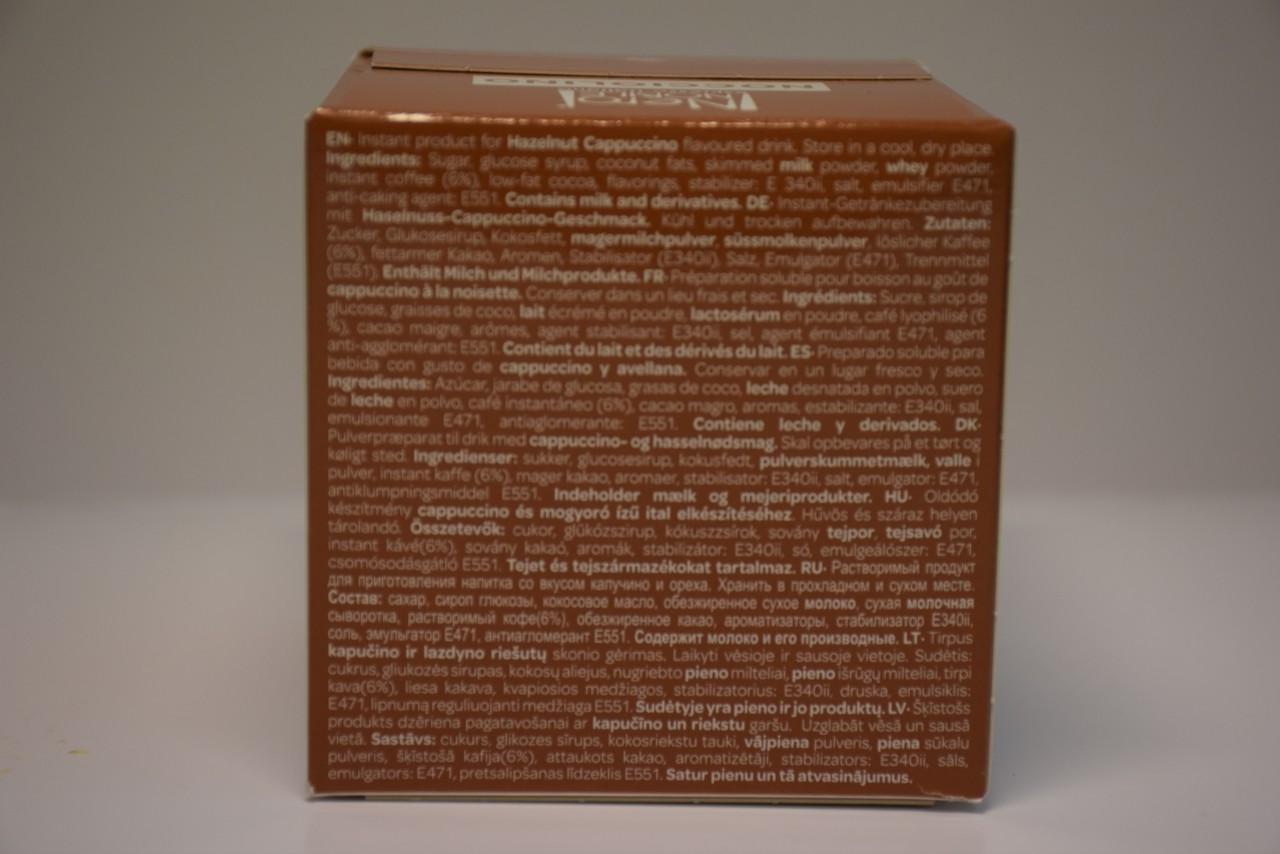 NOCCIOLINO
Nero
EN· Instant product for Hazelnut Cappuccino flavoured drink. Store in a cool, dry place.
Ingredients: Sugar, glucose syrup, coconut fats, skimmed milk powder, whey powder,
instant coffee (6%), low-fat cocoa, flavorings, stabilizer: E 340ii, salt, emulsifier E471,
anti-caking agent: E551. Contains milk and derivatives. DE· Instant-Getränkezubereitung
mit Haselnuss-Cappuccino-Geschmack. Kühl und trocken aufbewahren. Zutaten:
Zucker, Glukosesirup, Kokosfett, magermilchpulver, süssmolkenpulver, löslicher Kaffee
(6%), fettarmer Kakao, Aromen, Stabilisator (E340ii), Salz, Emulgator (E471), Trennmittel
(E551). Enthält Milch und Milchprodukte. FR· Préparation soluble pour boisson au goût de
cappuccino à la noisette. Conserver dans un lieu frais et sec. Ingrédients: Sucre, sirop de
glucose, graisses de coco, lait écrémé en poudre, lactosérum en poudre, café lyophilisé (6
%), cacao maigre, arômes, agent stabilisant: E340ii, sel, agent émulsifiant E471, agent
anti-agglomérant: E551. Contient du lait et des dérivés du lait. ES· Preparado soluble para
bebida con gusto de cappuccino y avellana. Conservar en un lugar fresco y seco.
Ingredientes: Azúcar, jarabe de glucosa, grasas de coco, leche desnatada en polvo, suero
de leche en polvo, café instantáneo (6%), cacao magro, aromas, estabilizante: E340ii, sal,
emulsionante E471, antiaglomerante: E551. Contiene leche y derivados. DK·
Pulverpræparat til drik med cappuccino- og hasselnødsmag. Skal opbevares på et tørt og
køligt sted. Ingredienser: sukker, glucosesirup, kokusfedt, pulverskummetmælk, valle i
pulver, instant kaffe (6%), mager kakao, aromaer, stabilisator: E340ii, salt, emulgator: E471,
antiklumpningsmiddel E551. Indeholder mælk og mejeriprodukter. HU· Oldódó
készítmény cappuccino és mogyoró ízű ital elkészítéséhez. Hűvös és száraz helyen
tárolandó. Összetevők: cukor, glükózszirup, kókuszzsírok, sovány tejpor, tejsavó por,
instant kávé(6%), sovány kakaó, aromák, stabilizátor: E340ii, só, emulgeálószer: E471,
csomósodásgátló E551. Tejet és tejszármazékokat tartalmaz. RU· Растворимый продукт
для приготовления напитка со вкусом капучино и ореха. Хранить в прохладном и сухом месте.
Состав: сахар, сироп глюкозы, кокосовое масло, обезжиренное сухое молоко, сухая молочная
сыворотка, растворимый кофе(6%), обезжиренное какао, ароматизаторы, стабилизатор E340ii,
соль, эмульгатор E471, антиагломерант E551. Содержит молоко и его производные. LT· Tirpus
kapučino ir lazdyno riešutų skonio gėrimas. Laikyti vėsioje ir sausoje vietoje. Sudėtis:
cukrus, gliukozės sirupas, kokosų aliejus, nugriebto pieno milteliai, pieno išrūgų milteliai, tirpi
kava(6%), liesa kakava, kvapiosios medžiagos, stabilizatorius: E340ii, druska, emulsiklis:
E471, lipnumą reguliuojanti medžiaga E551. Sudėtyje yra pieno ir jo produktų. LV· Šķīstošs
produkts dzēriena pagatavošanai ar kapučīno un riekstu garšu. Uzglabāt vēsā un sausā
vietā. Sastāvs: cukurs, glikozes sīrups, kokosriekstu tauki, vājpiena pulveris, piena sūkalu
pulveris, šķīstošā kafija(6%), attaukots kakao, aromatizētāji, stabilizators: E340ii, sāls,
emulgators: E471, pretsalipšanas līdzeklis E551. Satur pienu un tā atvasinājumus.